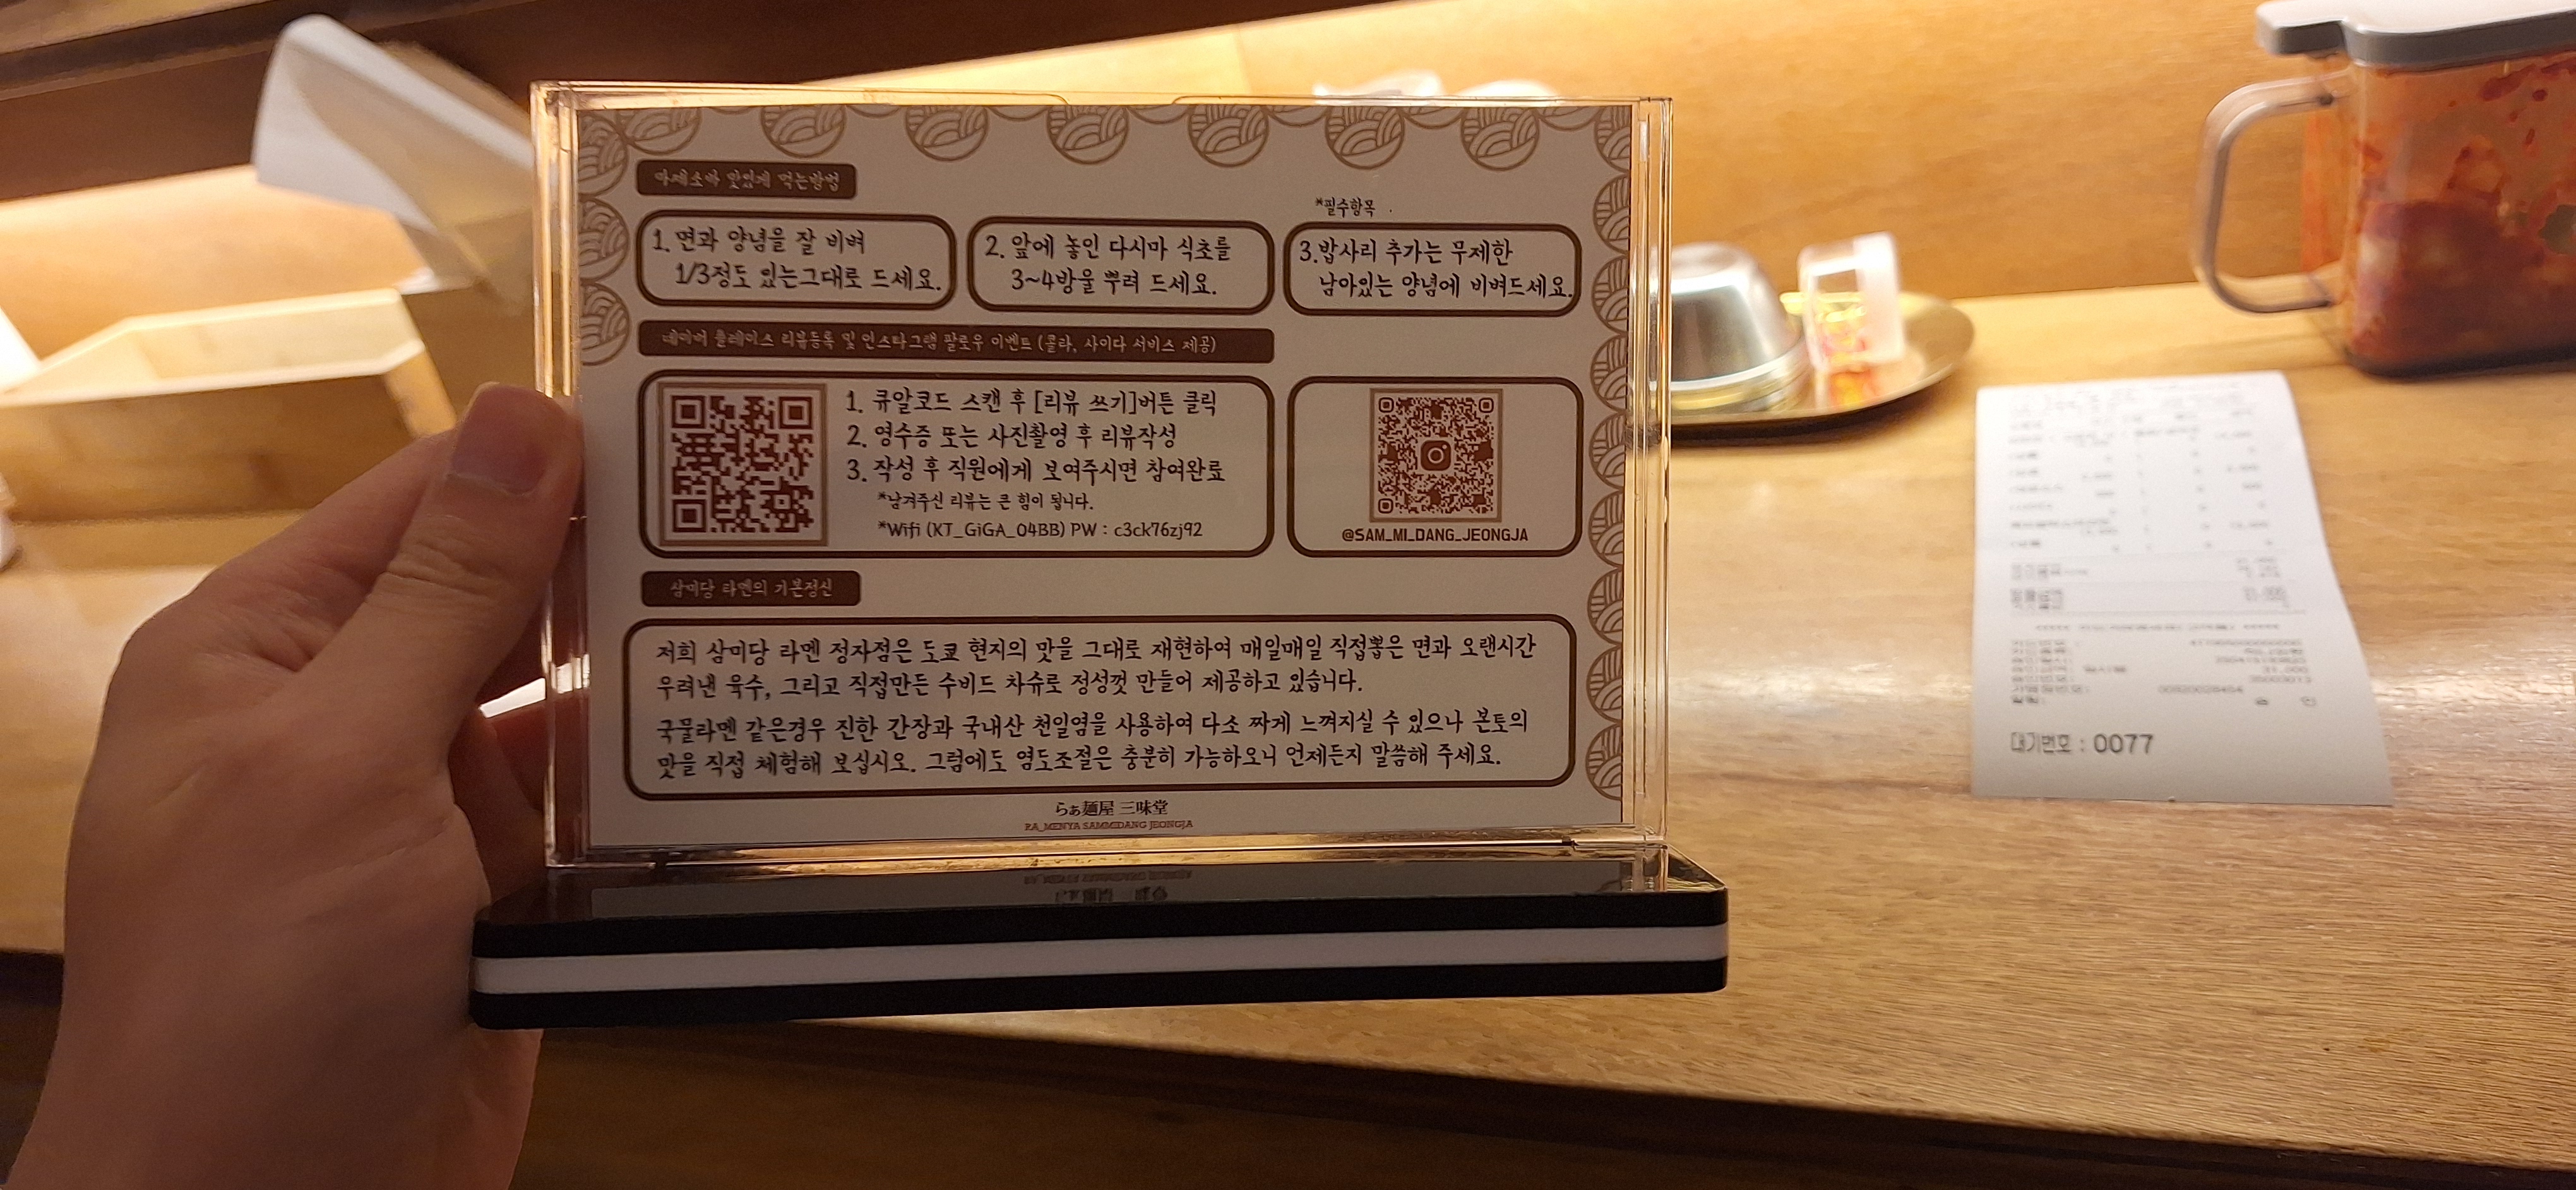 마제소바 맛있게 먹는방법
*필수항목
1. 면과 양념을 잘 비벼
1/3정도 있는그대로 드세요.
2. 앞에 놓인 다시마 식초를
3~4방울 뿌려 드세요.
3.밥사리 추가는 무제한
남아있는 양념에 비벼드세요.
네이버 플레이스 리뷰등록 및 인스타그램 팔로우 이벤트 (콜라, 사이다 서비스 제공)
1. 큐알코드 스캔 후 [리뷰 쓰기]버튼 클릭
2. 영수증 또는 사진촬영 후 리뷰작성
3. 작성 후 직원에게 보여주시면 참여완료
*남겨주신 리뷰는 큰 힘이 됩니다.
*Wifi (KT_GiGA_04BB) PW : c3ck76zj92
@SAM_MI_DANG_JEONGJA
삼미당 라멘의 기본정신
저희 삼미당 라멘 정자점은 도쿄 현지의 맛을 그대로 재현하여 매일매일 직접뽑은 면과 오랜시간
우려낸 육수, 그리고 직접만든 수비드 차슈로 정성껏 만들어 제공하고 있습니다.
국물라멘 같은경우 진한 간장과 국내산 천일염을 사용하여 다소 짜게 느껴지실 수 있으나 본토의
맛을 직접 체험해 보십시오. 그럼에도 염도조절은 충분히 가능하오니 언제든지 말씀해 주세요.
らぁ麺屋 三味堂
RA_MENYA SAMMIDANG JEONGJA
대기번호 : 0077